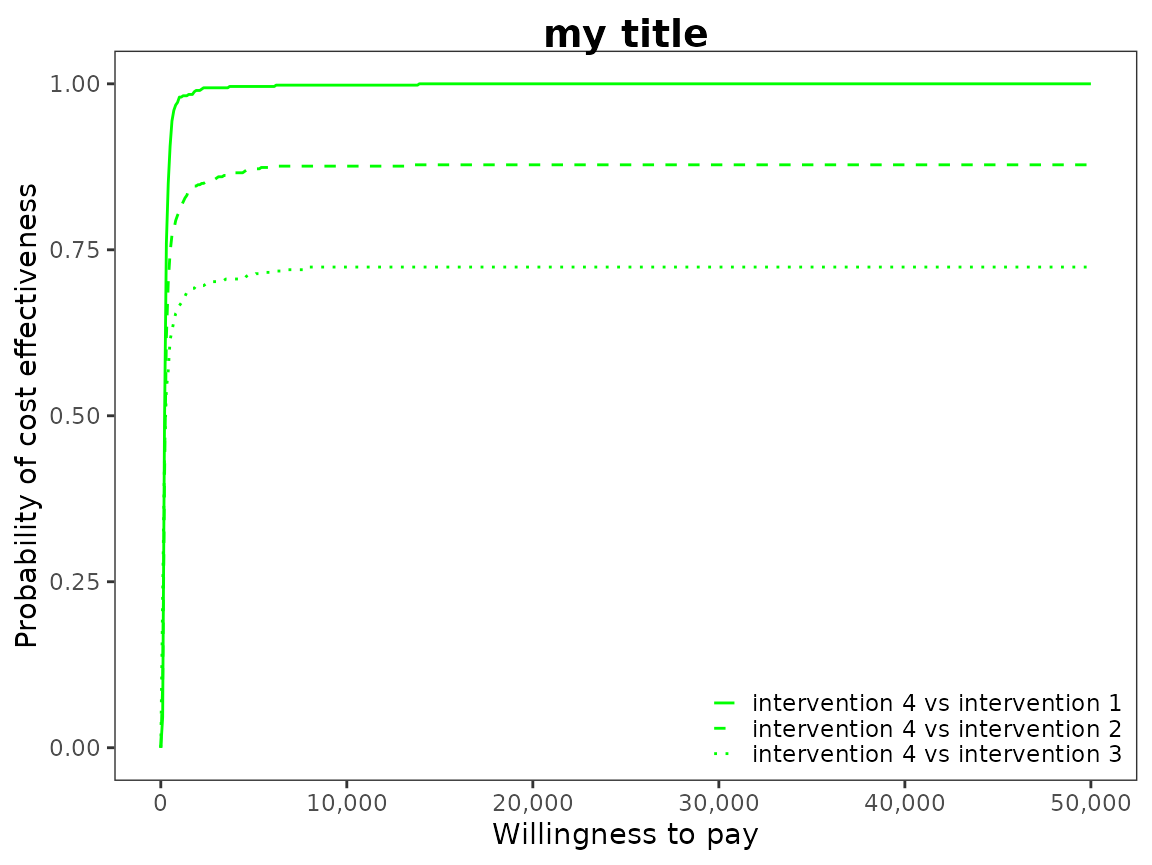 my title
Probability of cost effectiveness
1.00
0.75
0.50
0.25
0.00
intervention 4 vs intervention 1
intervention 4 vs intervention 2
intervention 4 vs intervention 3
0 10,000 20,000 30,000 40,000 50,000
Willingness to pay